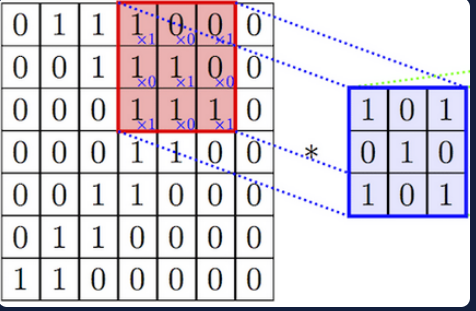 0 1 1 1 0 0 0
×1 ×0 ×1
0 0 1 1 1 0 0
×0 ×1 ×0
0 0 0 1 1 1 0
×1 ×0 ×1
0 0 0 1 1 0 0
0 0 1 1 0 0 0
0 1 1 0 0 0 0
1 1 0 0 0 0 0
*
1 0 1
0 1 0
1 0 1